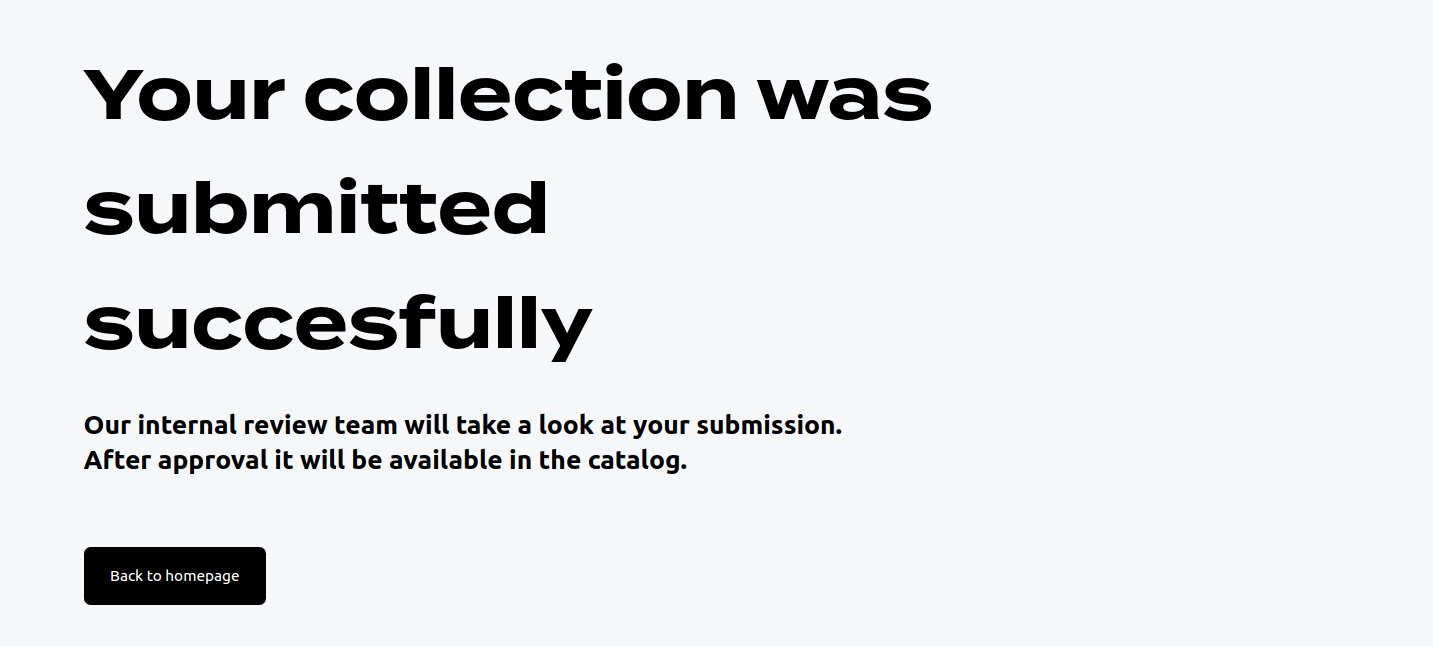 Your collection was
submitted
succesfully
Our internal review team will take a look at your submission.
After approval it will be available in the catalog.
Back to homepage